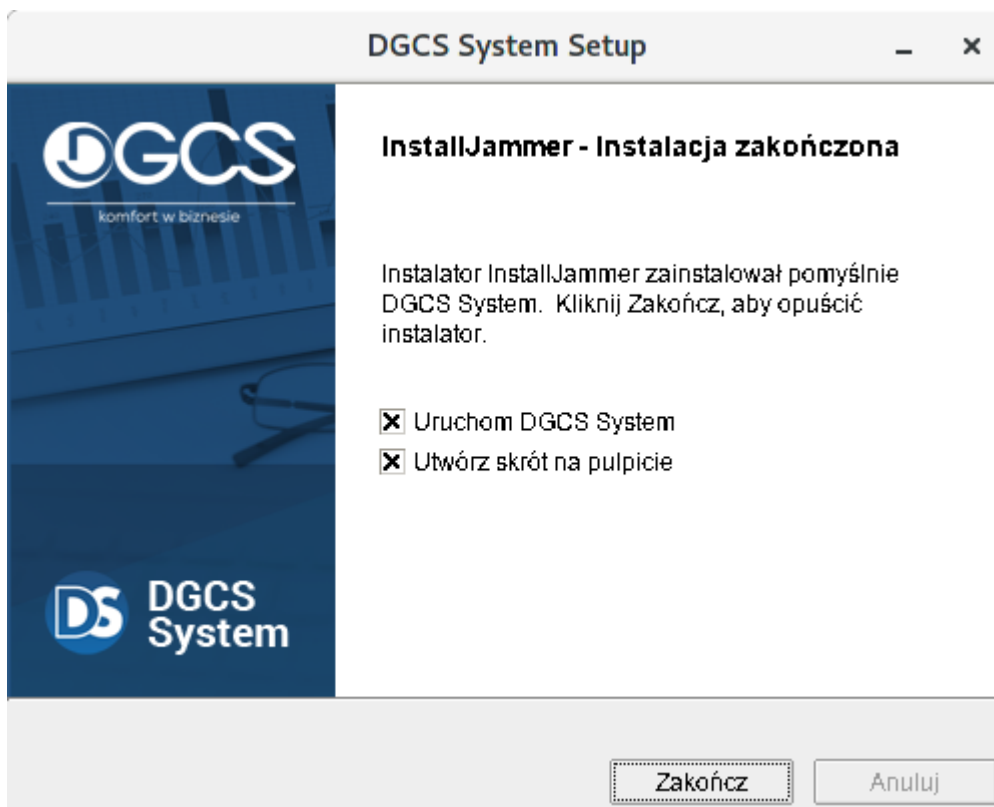 DGCS System Setup
DGCS
komfort w biznesie
InstallJammer - Instalacja zakończona
Instalator InstallJammer zainstalował pomyślnie
DGCS System.  Kliknij Zakończ, aby opuścić
instalator.
Uruchom DGCS System
Utwórz skrót na pulpicie
DS DGCS
System
Zakończ
Anuluj